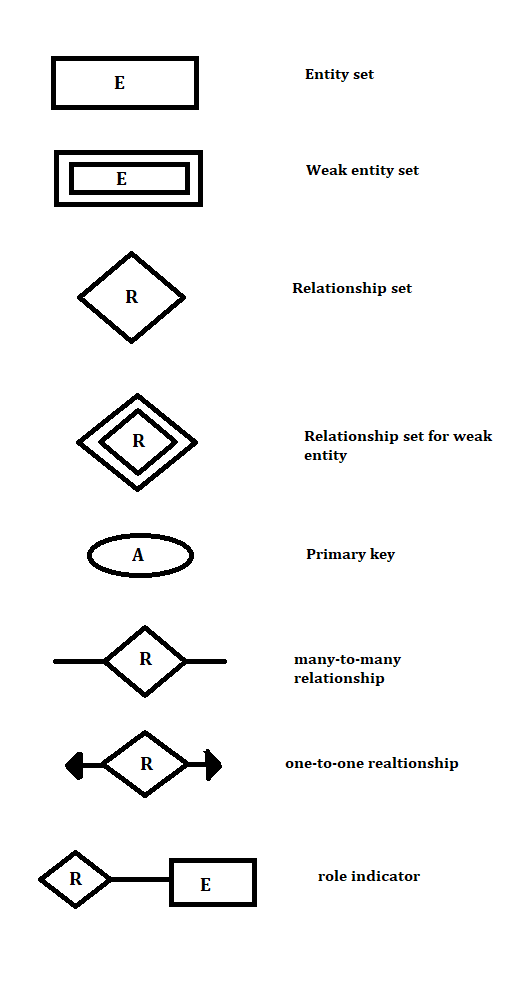 E
Entity set
E
Weak entity set
R
Relationship set
R
Relationship set for weak
entity
A
Primary key
R
many-to-many
relationship
R
one-to-one realtionship
R
E
role indicator